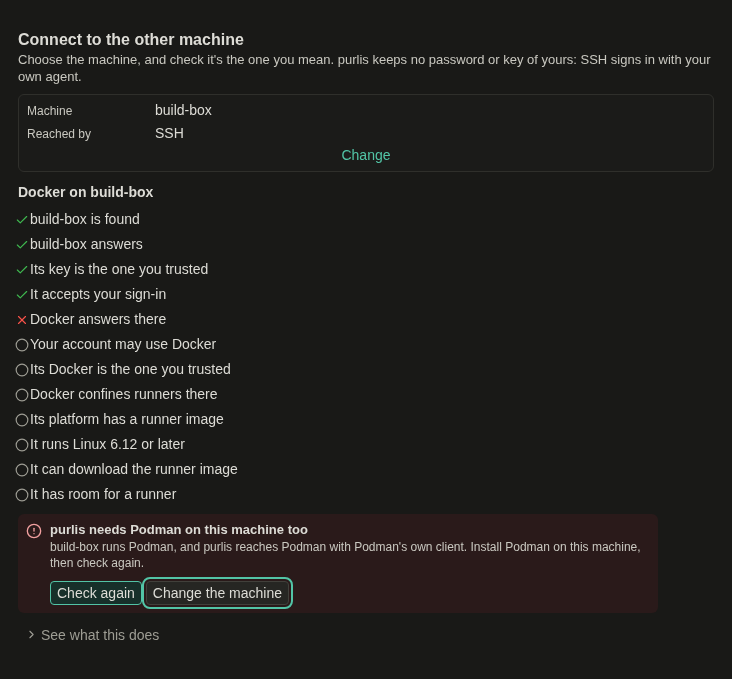 Connect to the other machine
Choose the machine, and check it's the one you mean. purlis keeps no password or key of yours: SSH signs in with your
own agent.
Machine build-box
Reached by SSH
Change
Docker on build-box
build-box is found
build-box answers
Its key is the one you trusted
It accepts your sign-in
Docker answers there
Your account may use Docker
Its Docker is the one you trusted
Docker confines runners there
Its platform has a runner image
It runs Linux 6.12 or later
It can download the runner image
It has room for a runner
purlis needs Podman on this machine too
build-box runs Podman, and purlis reaches Podman with Podman's own client. Install Podman on this machine,
then check again.
Check again Change the machine
See what this does